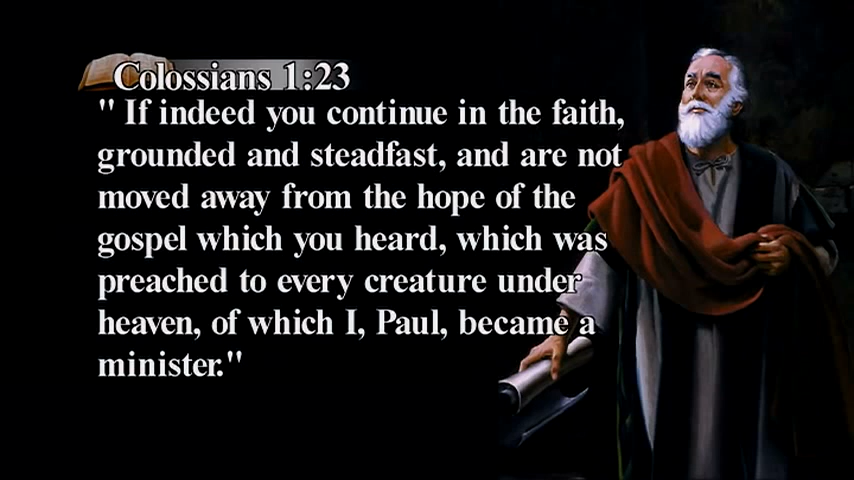 Colossians 1:23
" If indeed you continue in the faith,
grounded and steadfast, and are not
moved away from the hope of the
gospel which you heard, which was
preached to every creature under
heaven, of which I, Paul, became a
minister."